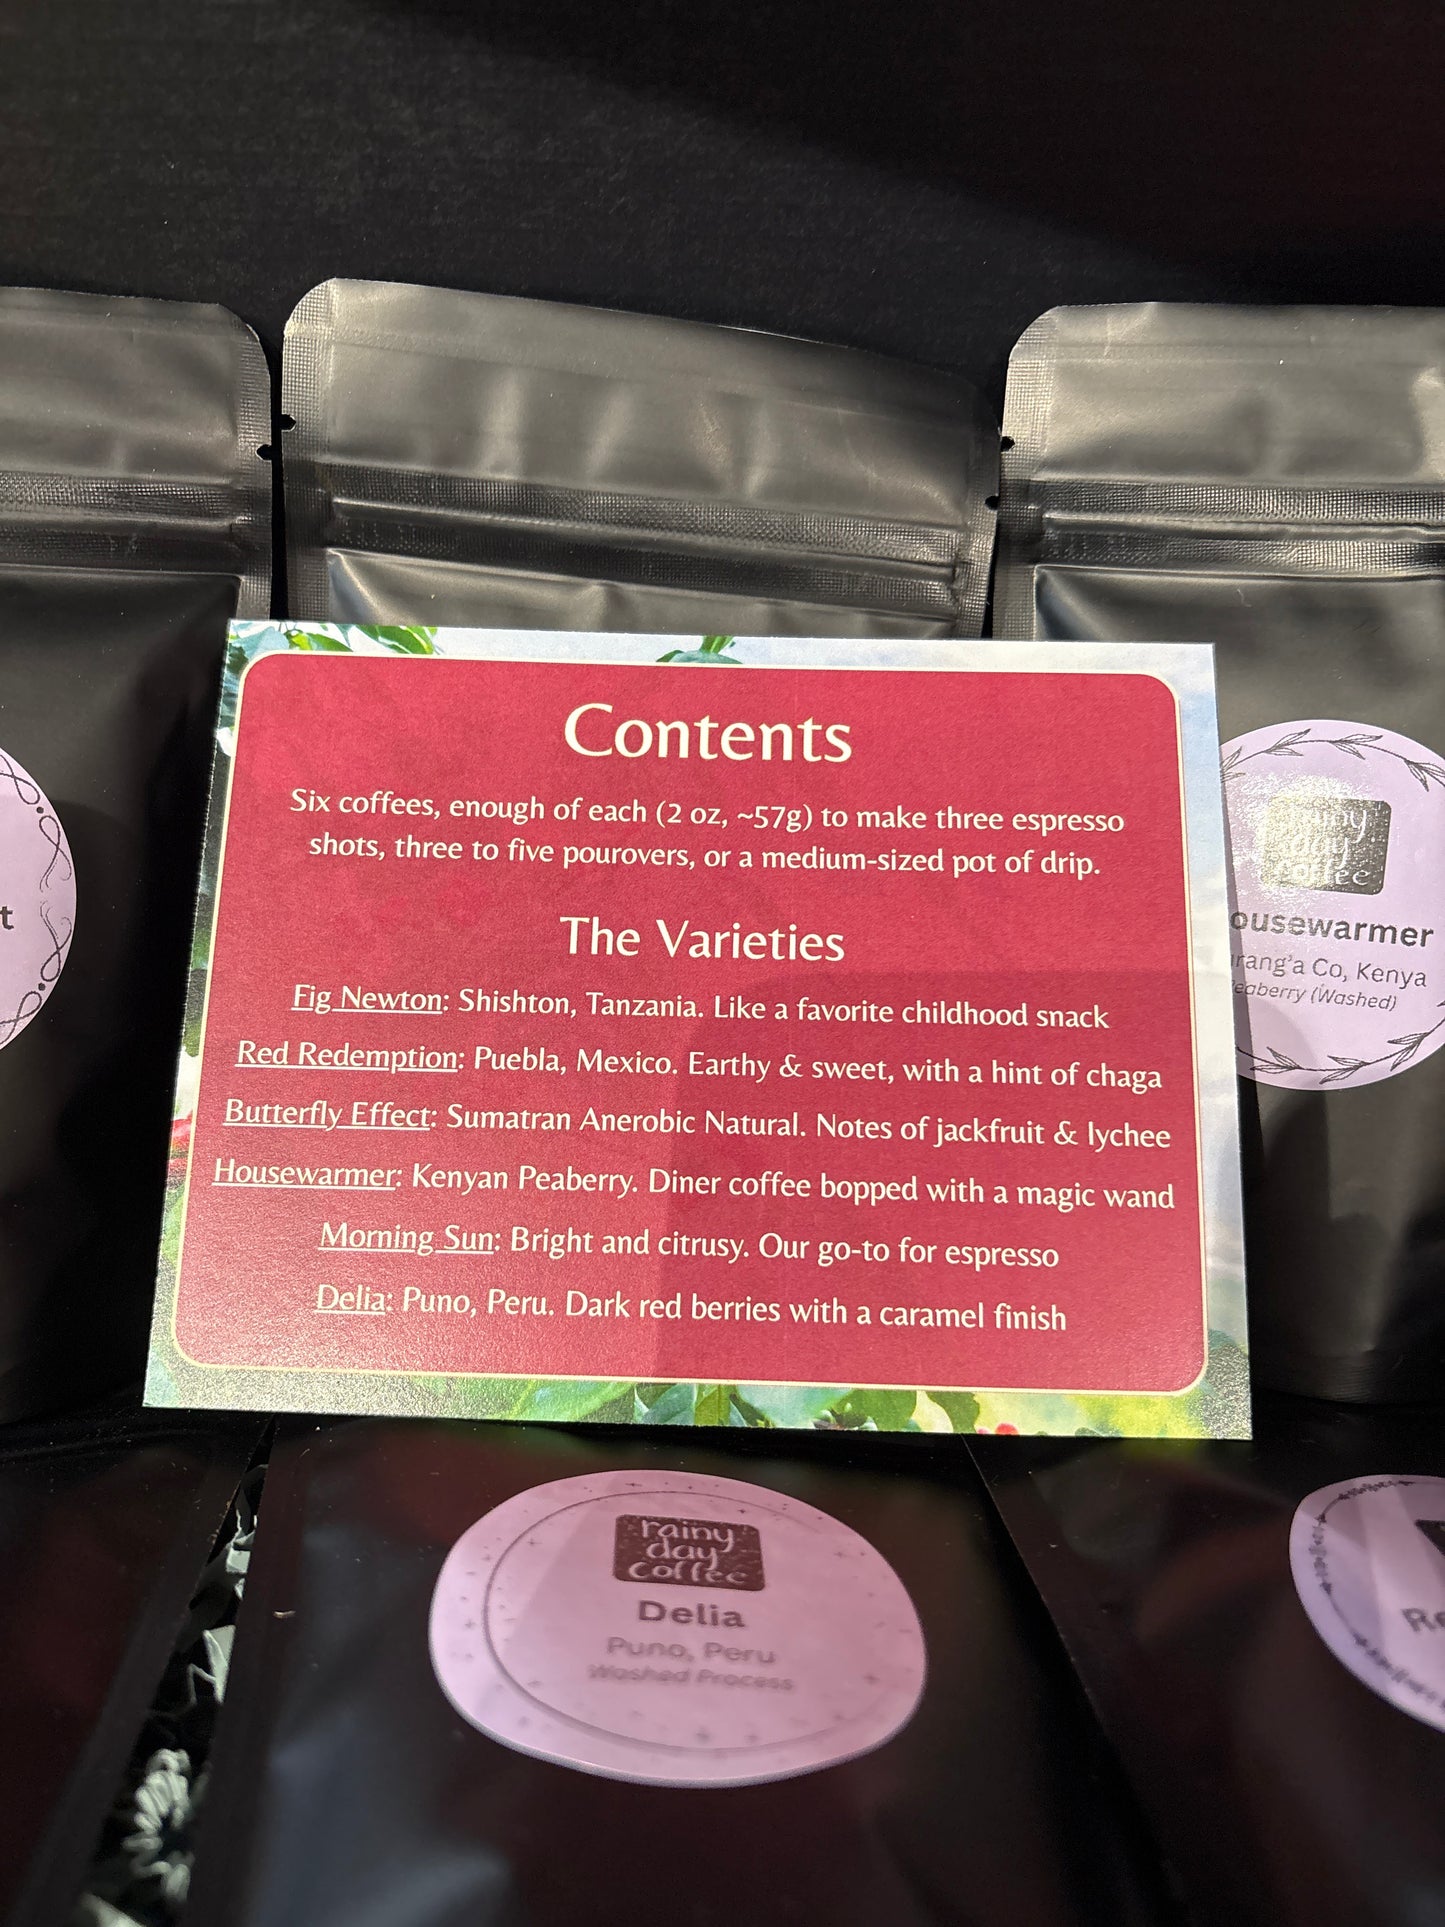 Contents
Six coffees, enough of each (2 oz, ~57g) to make three espresso
shots, three to five pourovers, or a medium-sized pot of drip.
The Varieties
Fig Newton: Shishton, Tanzania. Like a favorite childhood snack
Red Redemption: Puebla, Mexico. Earthy & sweet, with a hint of chaga
Butterfly Effect: Sumatran Anerobic Natural. Notes of jackfruit & lychee
Housewarmer: Kenyan Peaberry. Diner coffee bopped with a magic wand
Morning Sun: Bright and citrusy. Our go-to for espresso
Delia: Puno, Peru. Dark red berries with a caramel finish
t
rainy
day
coffee
ousewarmer
rang'a Co, Kenya
eaberry (Washed)
rainy
day
coffee
Delia
Puno, Peru
Washed Process
Re